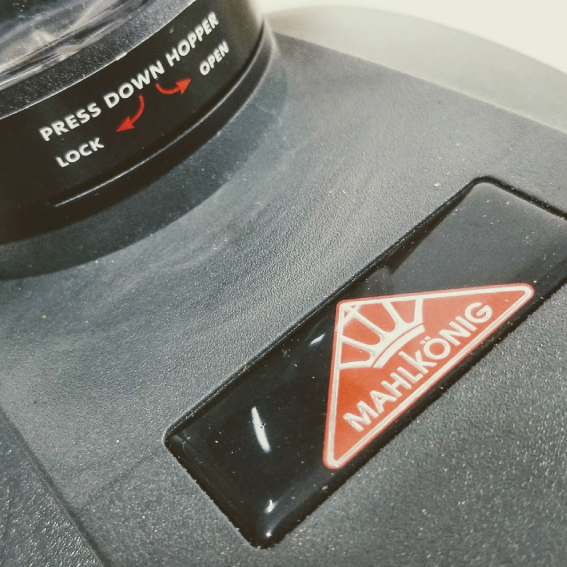 PRESS DOWN HOPPER
LOCK OPEN
MAHLKÖNIG